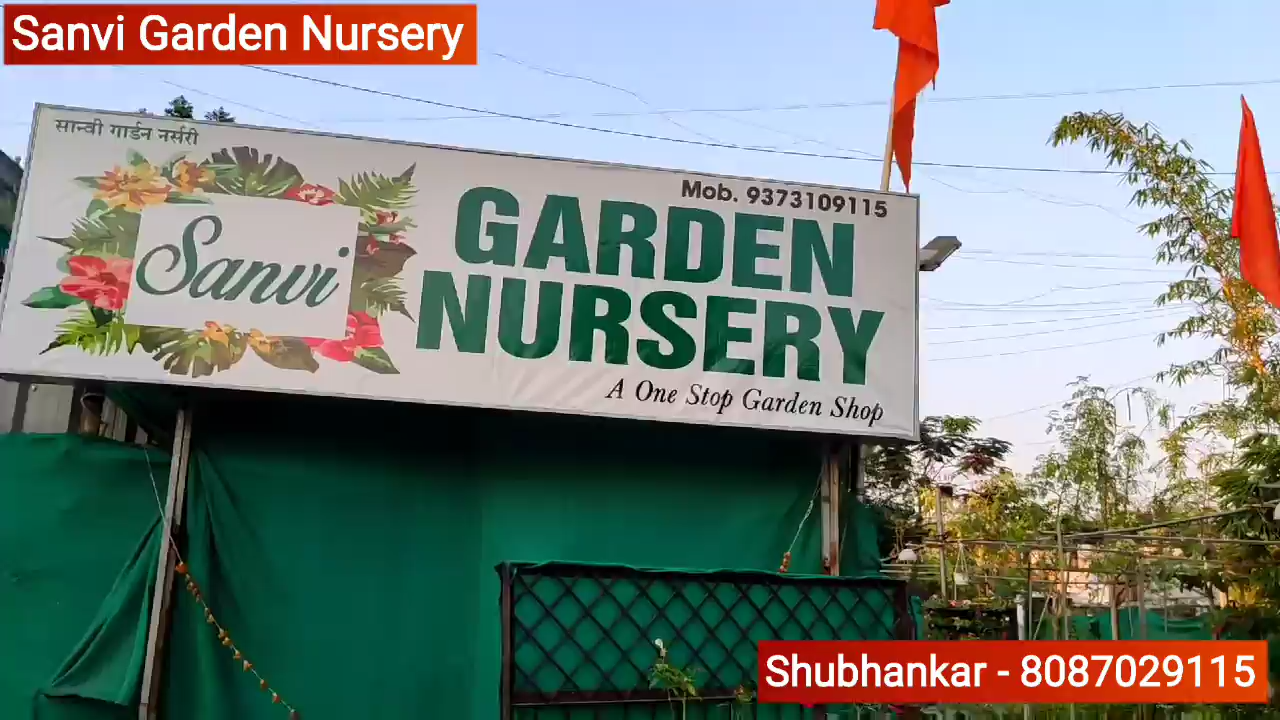 Sanvi Garden Nursery
सान्वी गार्डन नर्सरी
Mob. 9373109115
Sanvi
GARDEN
NURSERY
A One Stop Garden Shop
Shubhankar - 8087029115